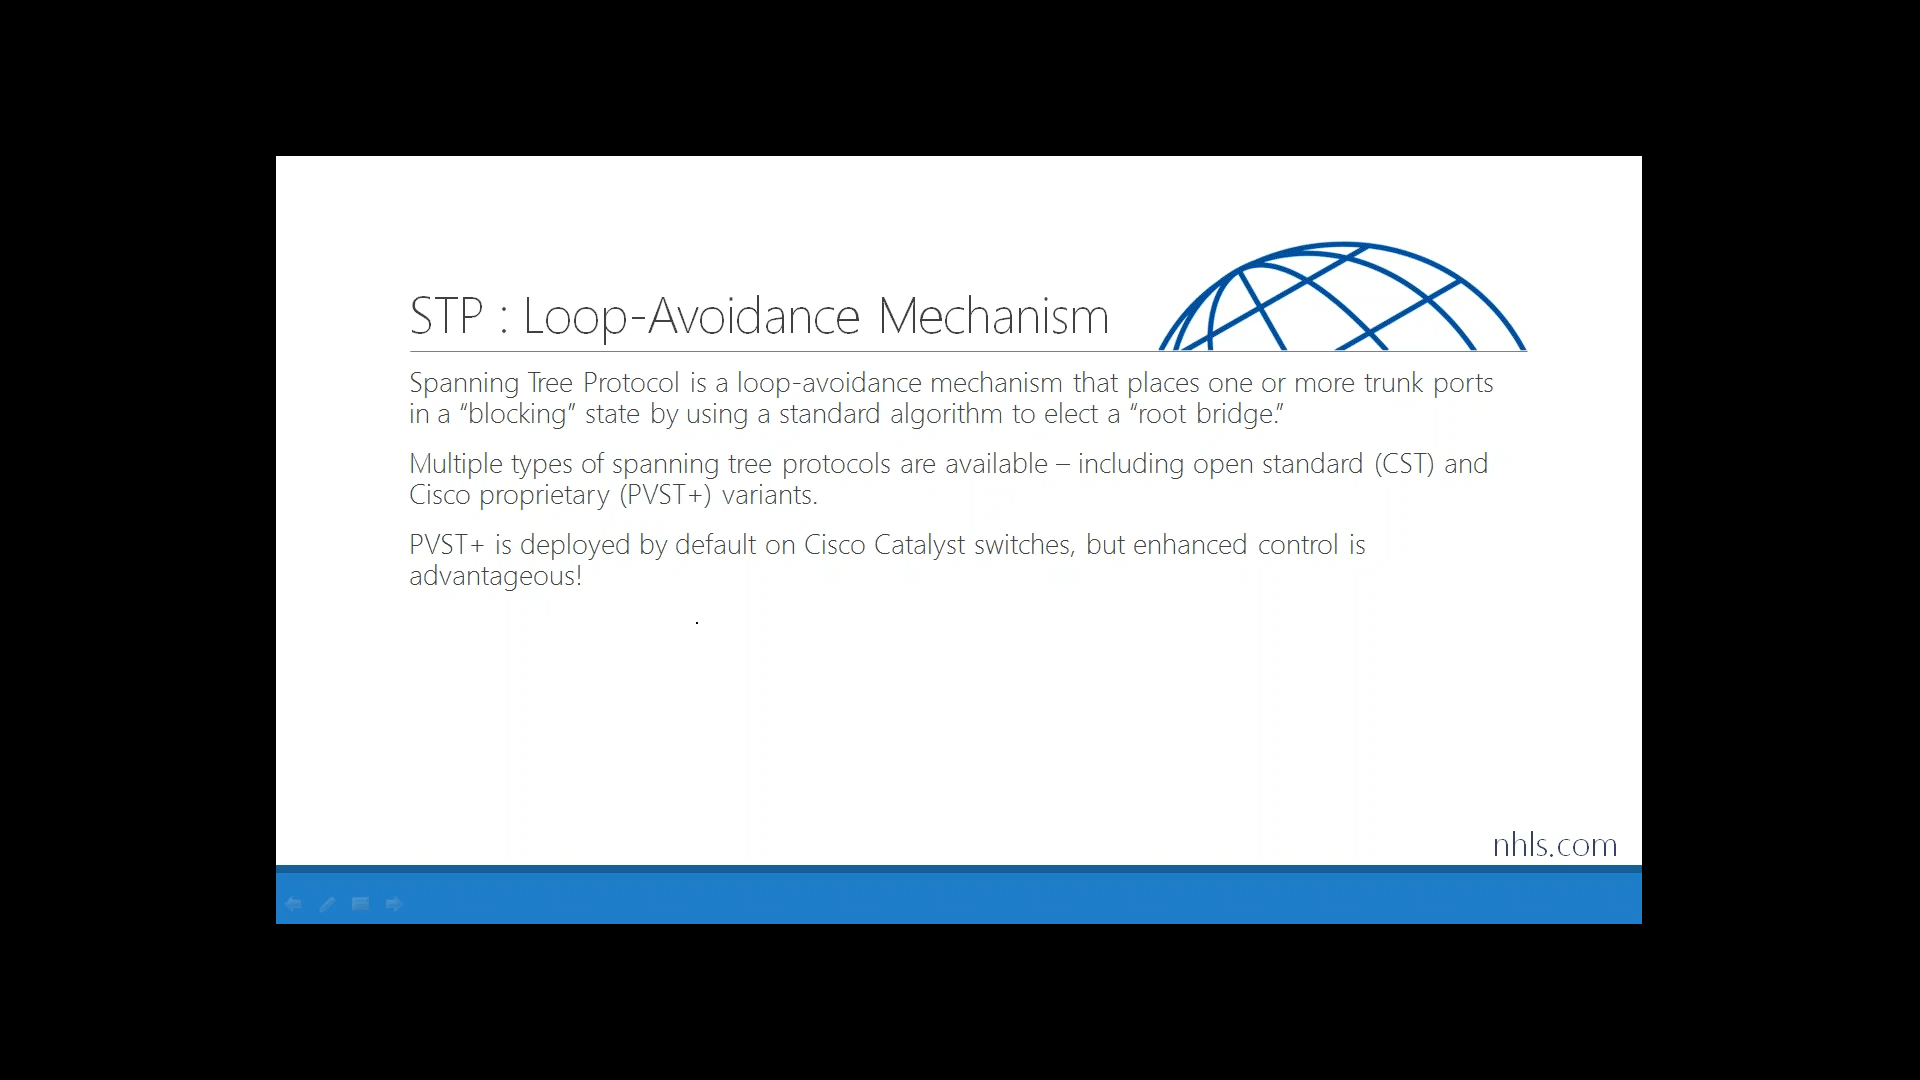 STP : Loop-Avoidance Mechanism
Spanning Tree Protocol is a loop-avoidance mechanism that places one or more trunk ports
in a “blocking” state by using a standard algorithm to elect a “root bridge.”
Multiple types of spanning tree protocols are available – including open standard (CST) and
Cisco proprietary (PVST+) variants.
PVST+ is deployed by default on Cisco Catalyst switches, but enhanced control is
advantageous!
nhls.com